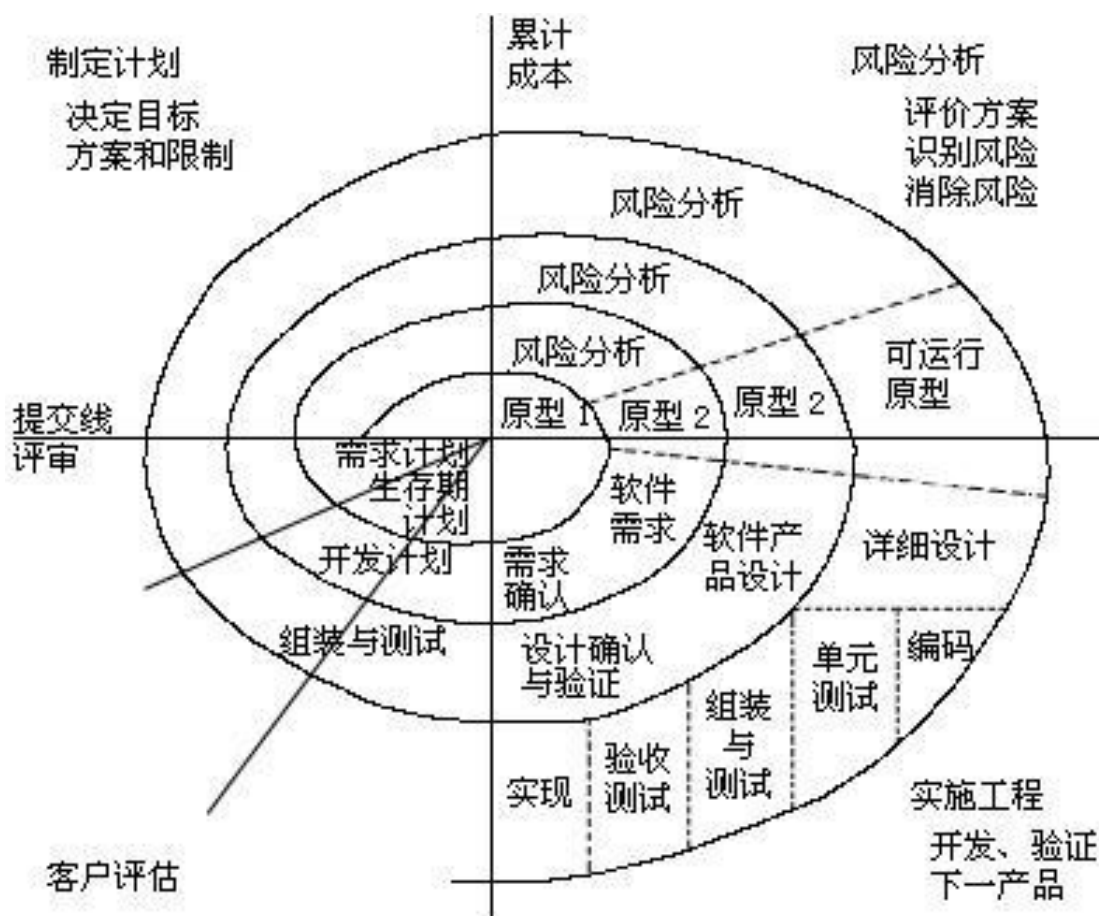 制定计划
决定目标
方案和限制
累计
成本
风险分析
评价方案
识别风险
消除风险
风险分析
风险分析
风险分析
可运行
原型
原型 1
原型 2
原型 2
提交线
评审
需求计划
生存期
计划
开发计划
组装与测试
软件
需求
需求
确认
软件产
品设计
详细设计
设计确认
与验证
实现
验收
测试
组装
与
测试
单元
测试
编码
客户评估
实施工程
开发、验证
下一产品